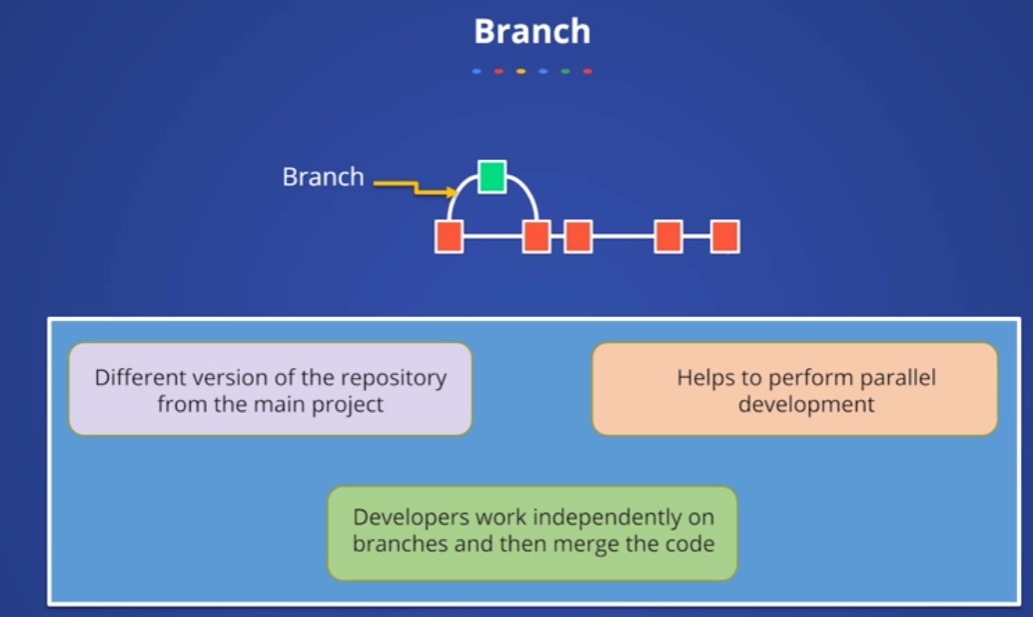 Branch
Branch
Different version of the repository
from the main project
Helps to perform parallel
development
Developers work independently on
branches and then merge the code